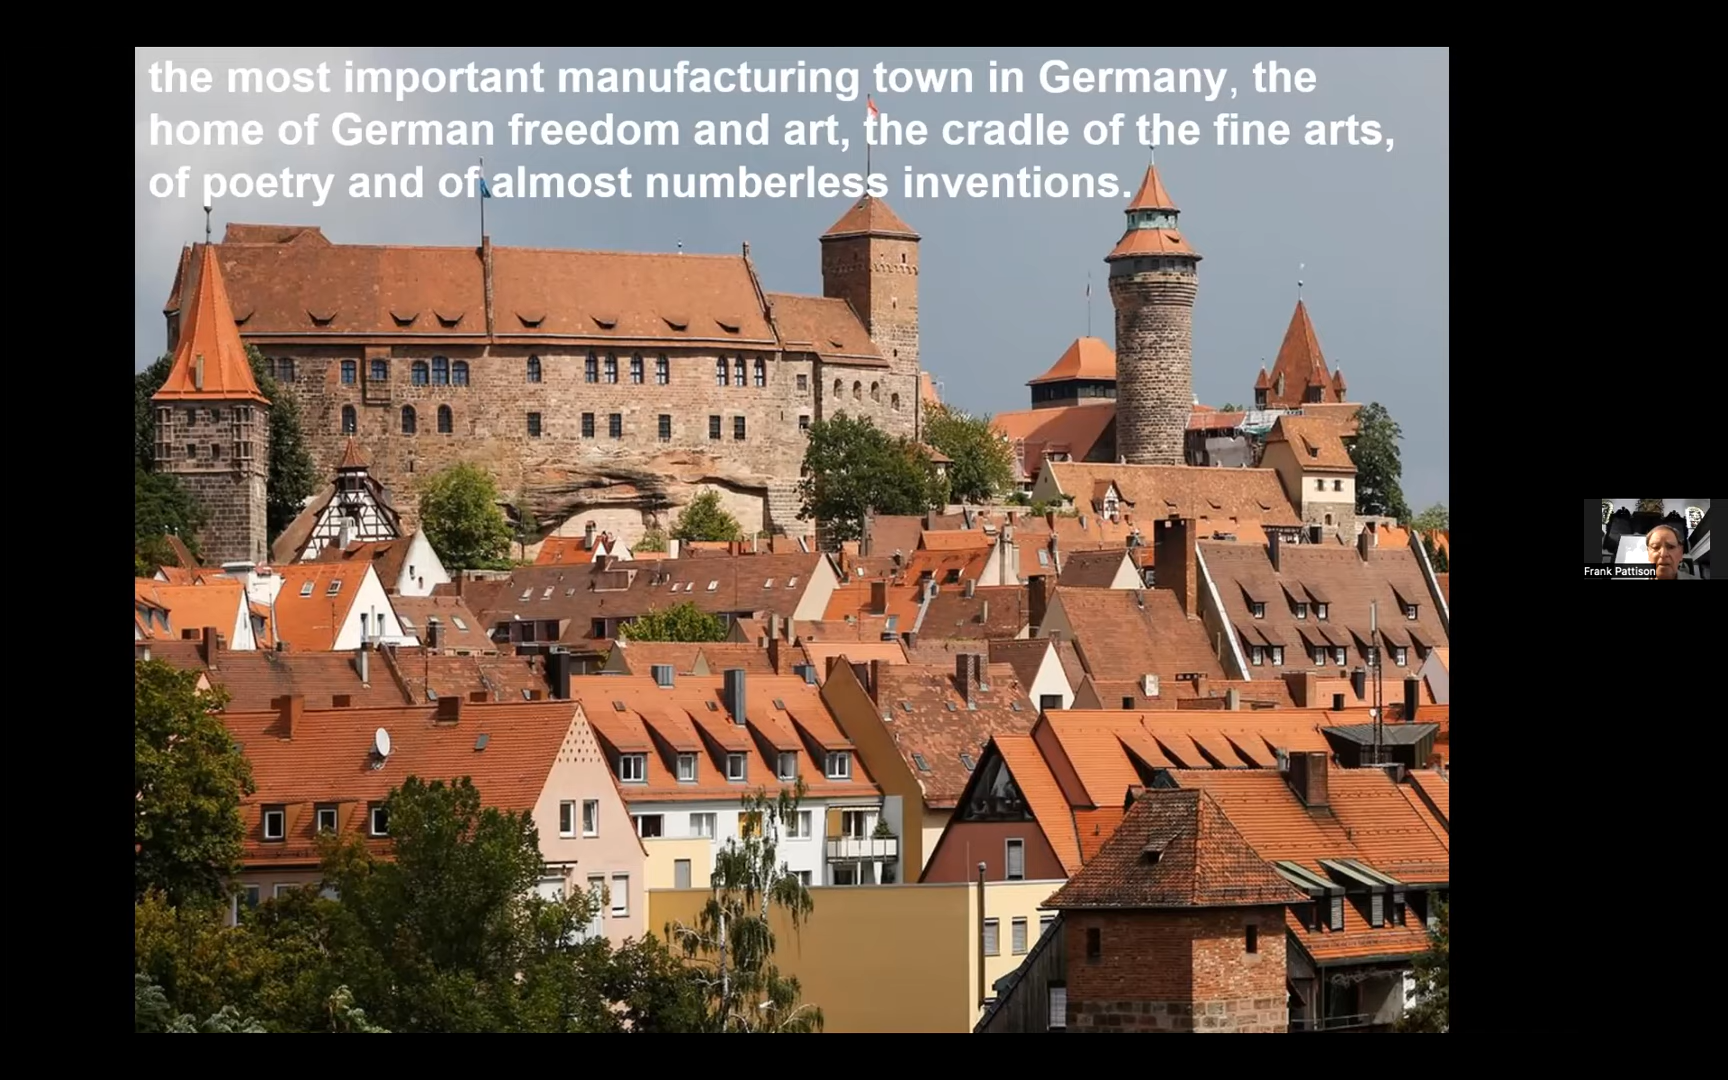 the most important manufacturing town in Germany, the
home of German freedom and art, the cradle of the fine arts,
of poetry and of almost numberless inventions.
Frank Pattison